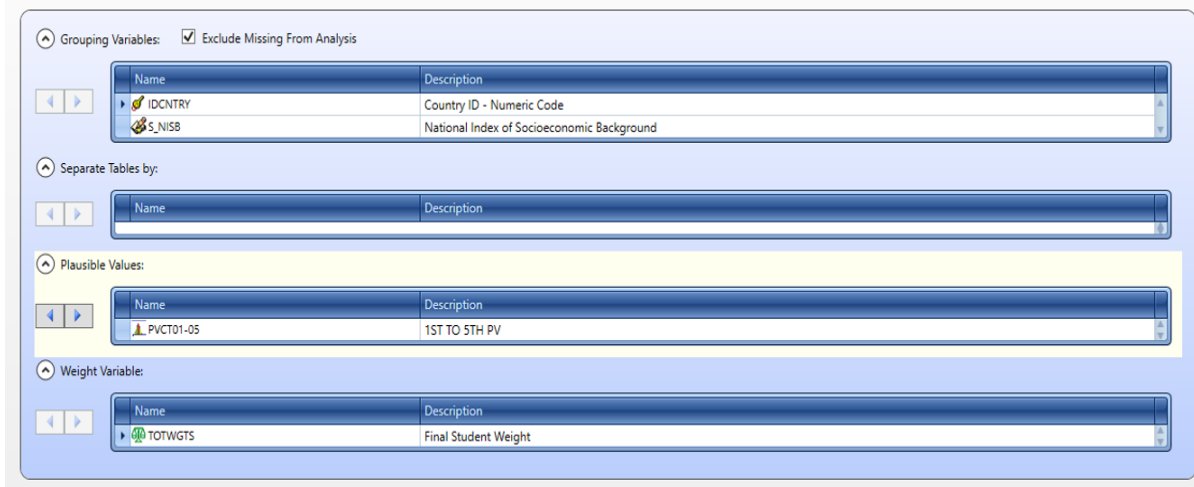 Grouping Variables: Exclude Missing From Analysis
Name Description
IDCNTRY Country ID - Numeric Code
S_NISB National Index of Socioeconomic Background
Separate Tables by:
Name Description
Plausible Values:
Name Description
PVCT01-05 1ST TO 5TH PV
Weight Variable:
Name Description
TOTWGTS Final Student Weight